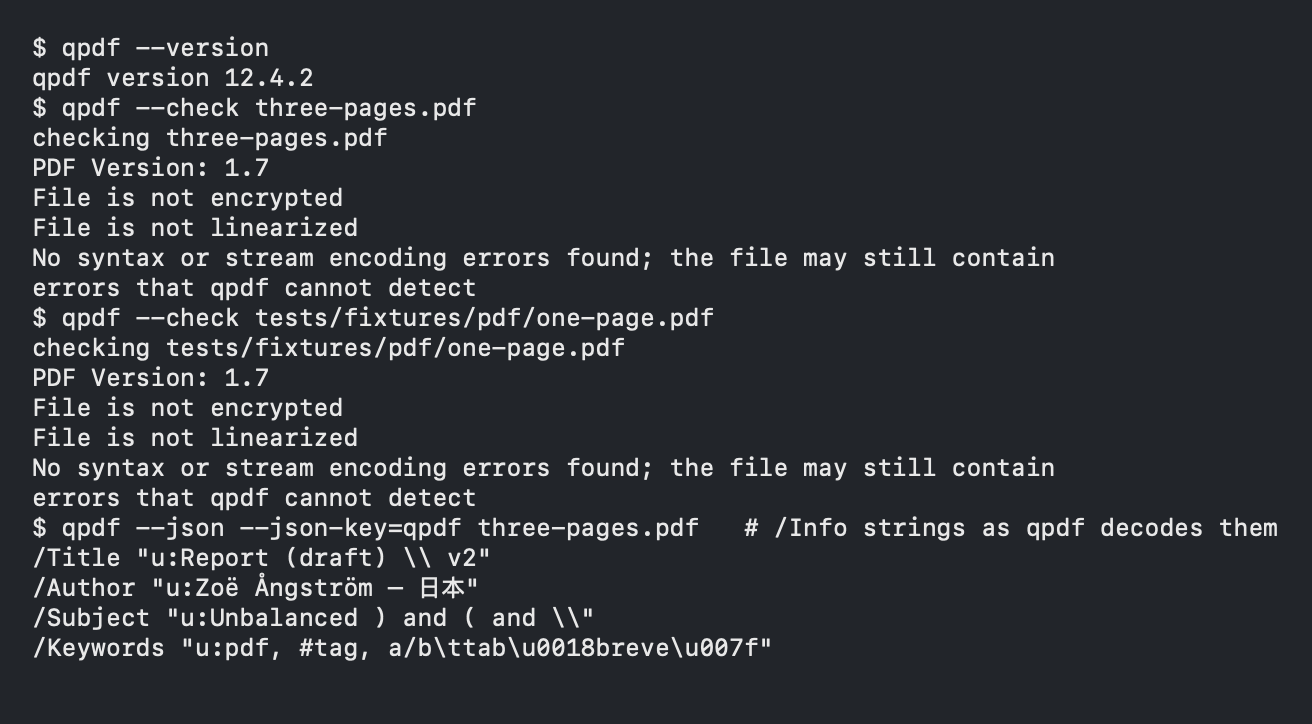 $ qpdf --version
qpdf version 12.4.2
$ qpdf --check three-pages.pdf
checking three-pages.pdf
PDF Version: 1.7
File is not encrypted
File is not linearized
No syntax or stream encoding errors found; the file may still contain
errors that qpdf cannot detect
$ qpdf --check tests/fixtures/pdf/one-page.pdf
checking tests/fixtures/pdf/one-page.pdf
PDF Version: 1.7
File is not encrypted
File is not linearized
No syntax or stream encoding errors found; the file may still contain
errors that qpdf cannot detect
$ qpdf --json --json-key=qpdf three-pages.pdf   # /Info strings as qpdf decodes them
/Title "u:Report (draft) \\ v2"
/Author "u:Zoë Ångström — 日本"
/Subject "u:Unbalanced ) and ( and \\"
/Keywords "u:pdf, #tag, a/b\ttab\u0018breve\u007f"